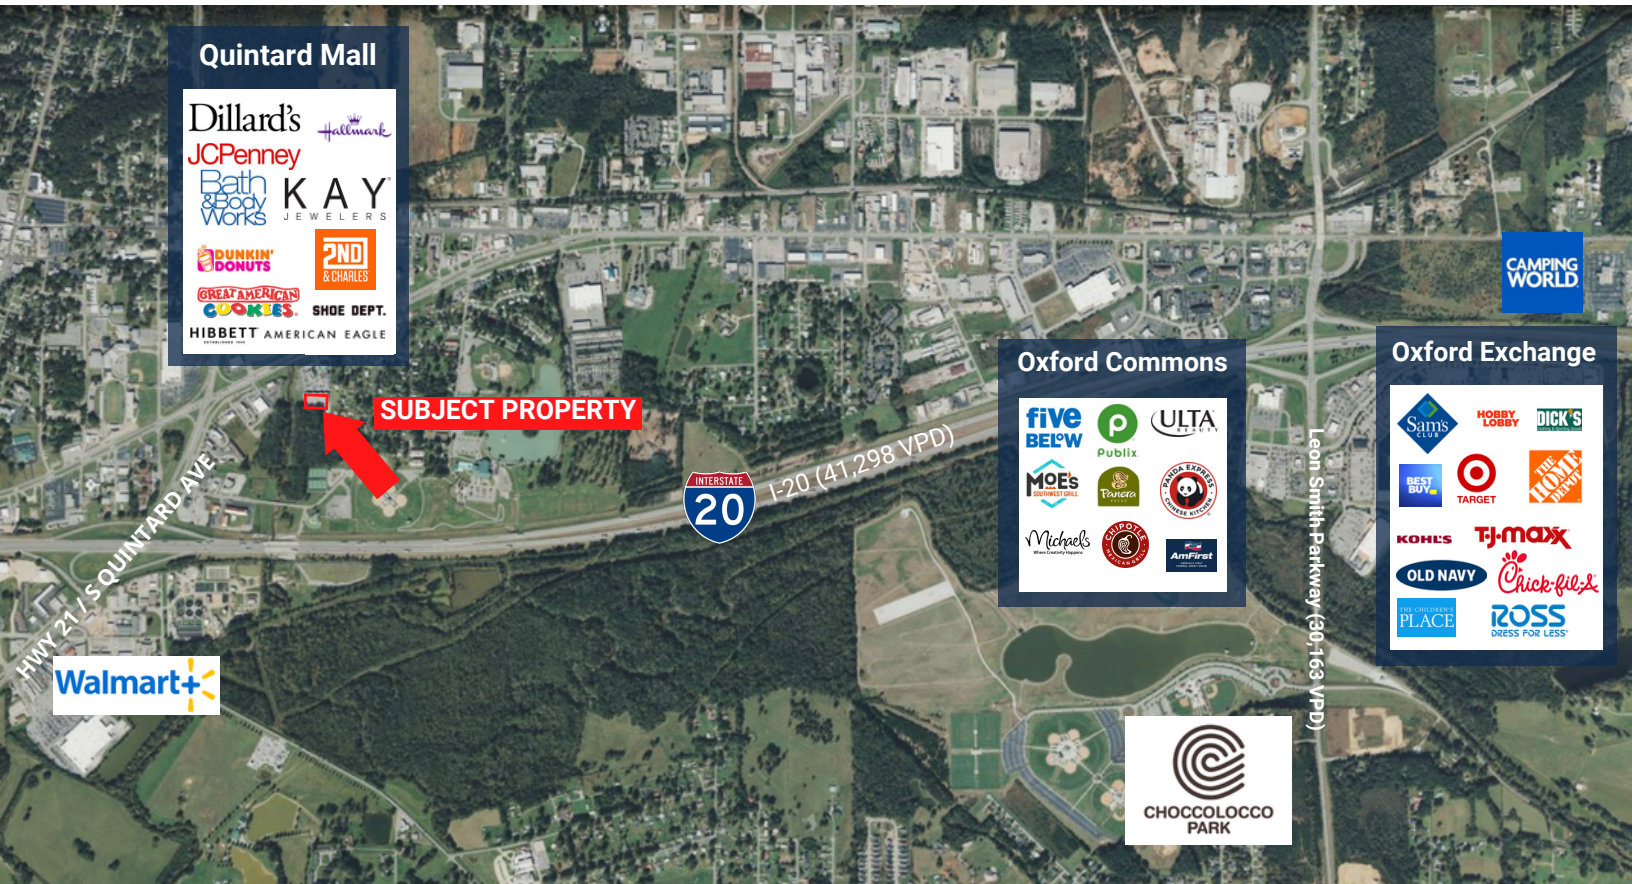 Quintard Mall
Dillard's
Hallmark
JCPenney
Bath
&Body
Works
KAY
JEWELERS
DUNKIN'
DONUTS
2ND
& CHARLES
GREAT AMERICAN
COOKIES
SHOE DEPT.
HIBBETT
AMERICAN EAGLE
SUBJECT PROPERTY
HWY 21 / S QUINTARD AVE
Walmart+
INTERSTATE
20
I-20 (41,298 VPD)
Oxford Commons
five
BELOW
Publix
ULTA
BEAUTY
MOE'S
SOUTHWEST GRILL
Panera
BREAD
PANDA EXPRESS
CHINESE KITCHEN
Michaels
Where Creativity Happens
CHIPOTLE
MEXICAN GRILL
AmFirst
Leon Smith Parkway (30,163 VPD)
CAMPING
WORLD
Oxford Exchange
Sam's
CLUB
HOBBY
LOBBY
DICK'S
BEST
BUY
TARGET
THE
HOME
DEPOT
KOHL'S
T·J·maxx
OLD NAVY
Chick-fil-A
THE CHILDREN'S
PLACE
ROSS
DRESS FOR LESS
CHOCCOLOCCO
PARK